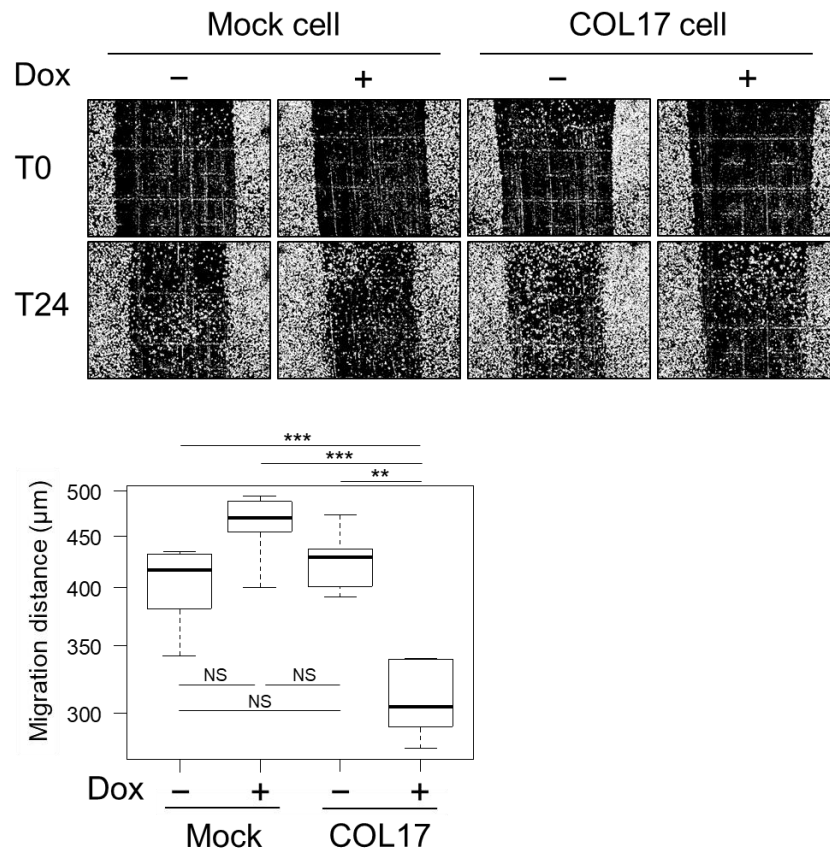 Mock cell COL17 cell
Dox − + − +
T0
T24
***
***
**
Migration distance (μm)
500
450
400
350
300
NS NS
NS
Dox − + − +
Mock COL17